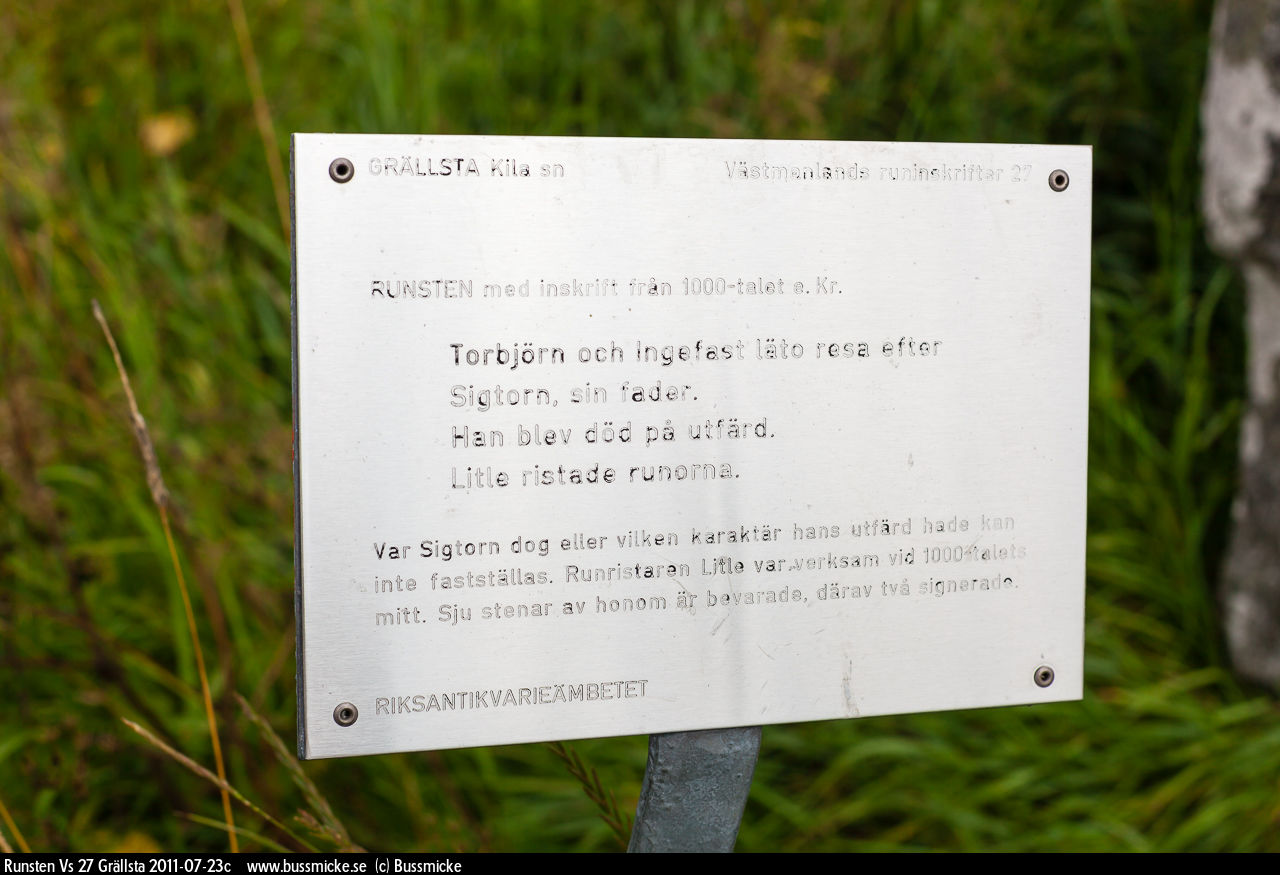 GRÄLLSTA Kila sn Västmanlands runinskrifter 27
RUNSTEN med inskrift från 1000-talet e. Kr.
Torbjörn och Ingefast läto resa efter
Sigtorn, sin fader.
Han blev död på utfärd.
Litle ristade runorna.
Var Sigtorn dog eller vilken karaktär hans utfärd hade kan
inte fastställas. Runristaren Litle var verksam vid 1000-talets
mitt. Sju stenar av honom är bevarade, därav två signerade.
RIKSANTIKVARIEÄMBETET
Runsten Vs 27 Grällsta 2011-07-23c www.bussmicke.se (c) Bussmicke